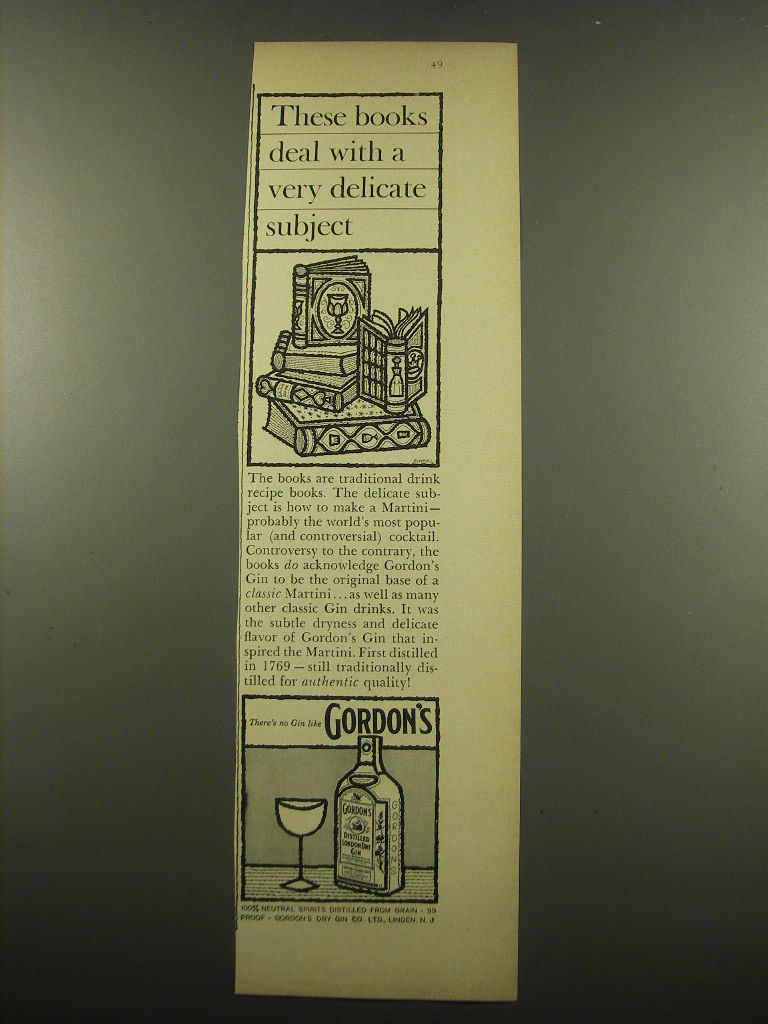 49
These books
deal with a
very delicate
subject
The books are traditional drink
recipe books. The delicate sub-
ject is how to make a Martini—
probably the world's most popu-
lar (and controversial) cocktail.
Controversy to the contrary, the
books do acknowledge Gordon's
Gin to be the original base of a
classic Martini...as well as many
other classic Gin drinks. It was
the subtle dryness and delicate
flavor of Gordon's Gin that in-
spired the Martini. First distilled
in 1769—still traditionally dis-
tilled for authentic quality!
There's no Gin like GORDON'S
GORDON'S
DISTILLED
LONDON DRY
GIN
GORDON'S
100% NEUTRAL SPIRITS DISTILLED FROM GRAIN · 90
PROOF · GORDON'S DRY GIN CO. LTD., LINDEN, N. J